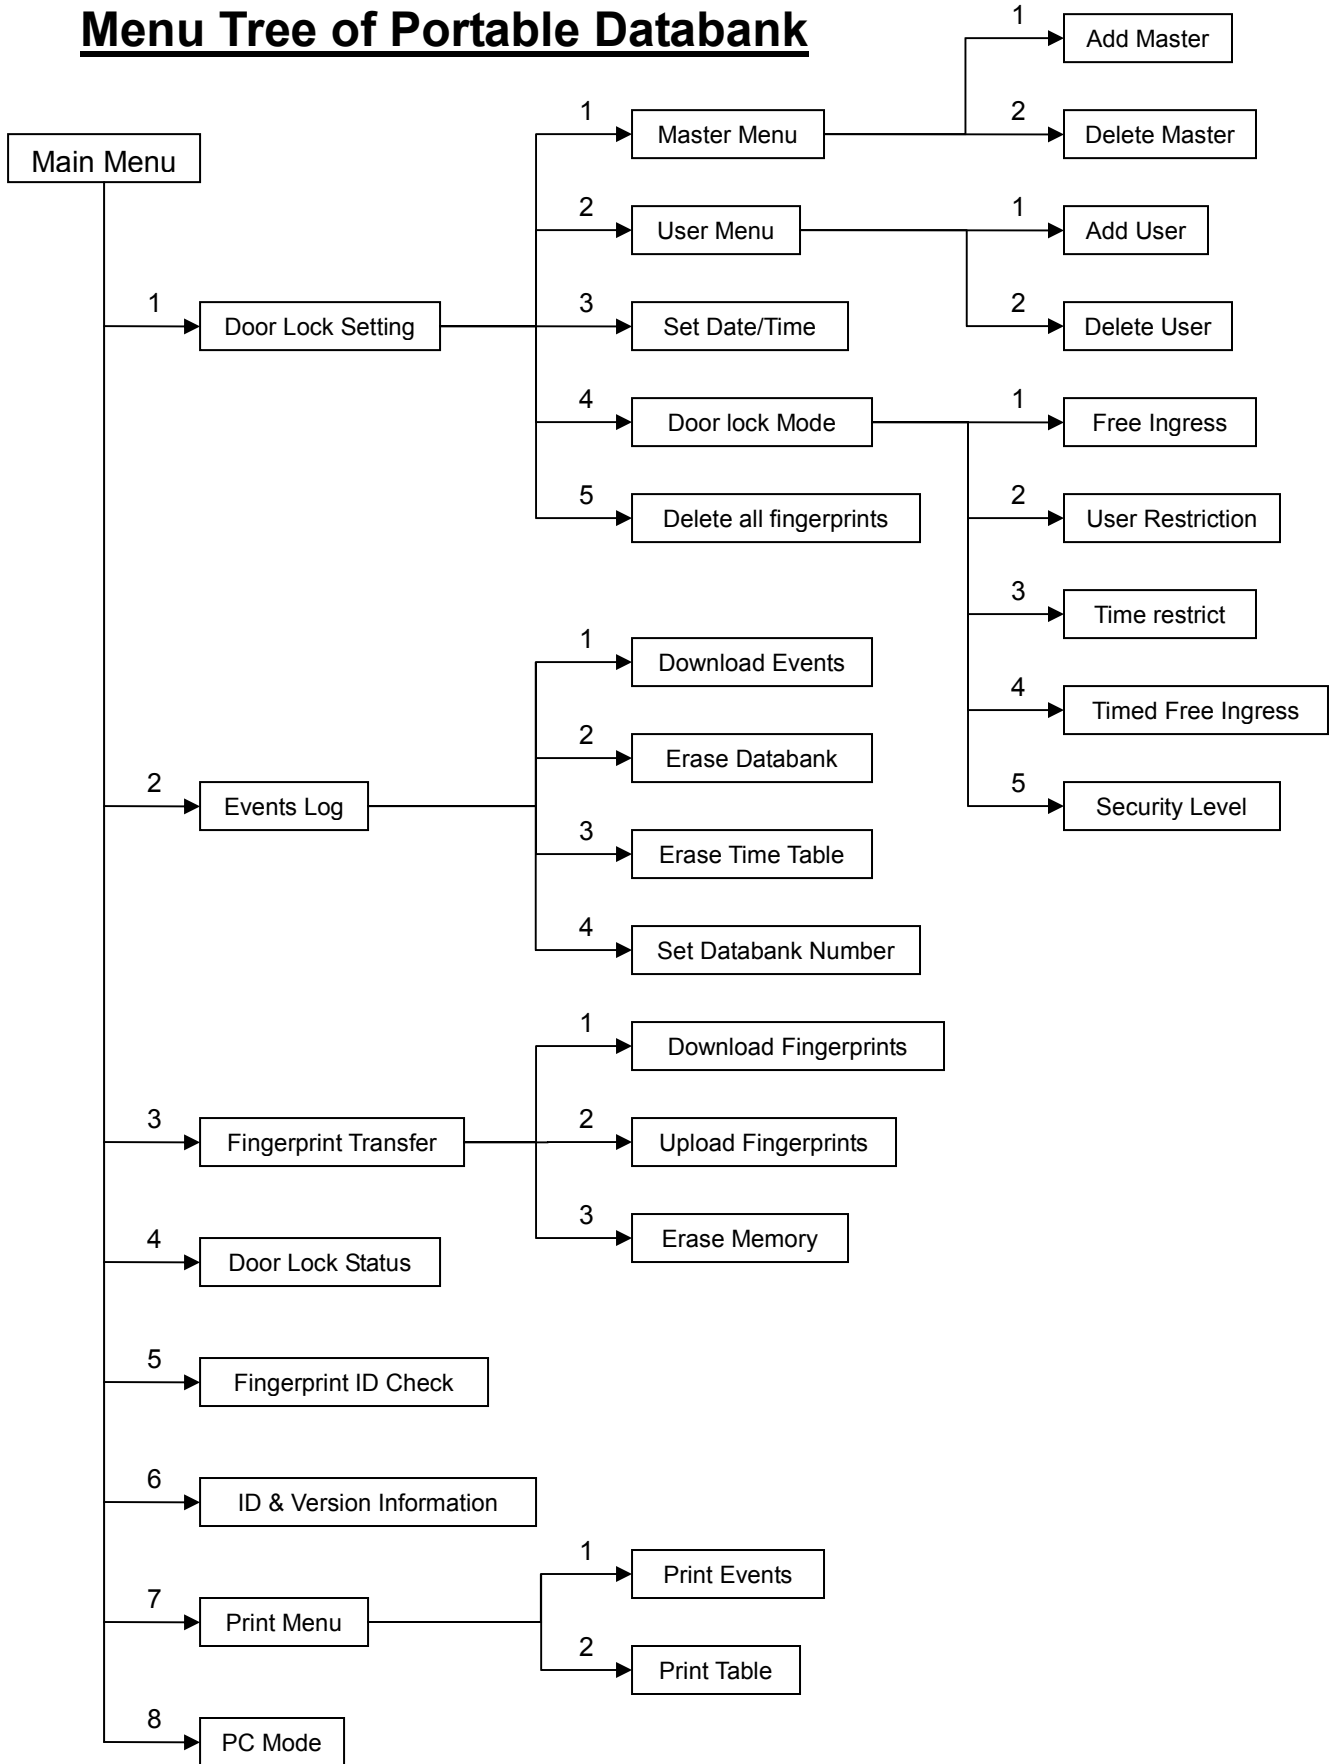 Menu Tree of Portable Databank
Main Menu
1
Door Lock Setting
1
Master Menu
1
Add Master
2
Delete Master
2
User Menu
1
Add User
2
Delete User
3
Set Date/Time
4
Door lock Mode
1
Free Ingress
2
User Restriction
3
Time restrict
4
Timed Free Ingress
5
Security Level
5
Delete all fingerprints
2
Events Log
1
Download Events
2
Erase Databank
3
Erase Time Table
4
Set Databank Number
3
Fingerprint Transfer
1
Download Fingerprints
2
Upload Fingerprints
3
Erase Memory
4
Door Lock Status
5
Fingerprint ID Check
6
ID & Version Information
7
Print Menu
1
Print Events
2
Print Table
8
PC Mode